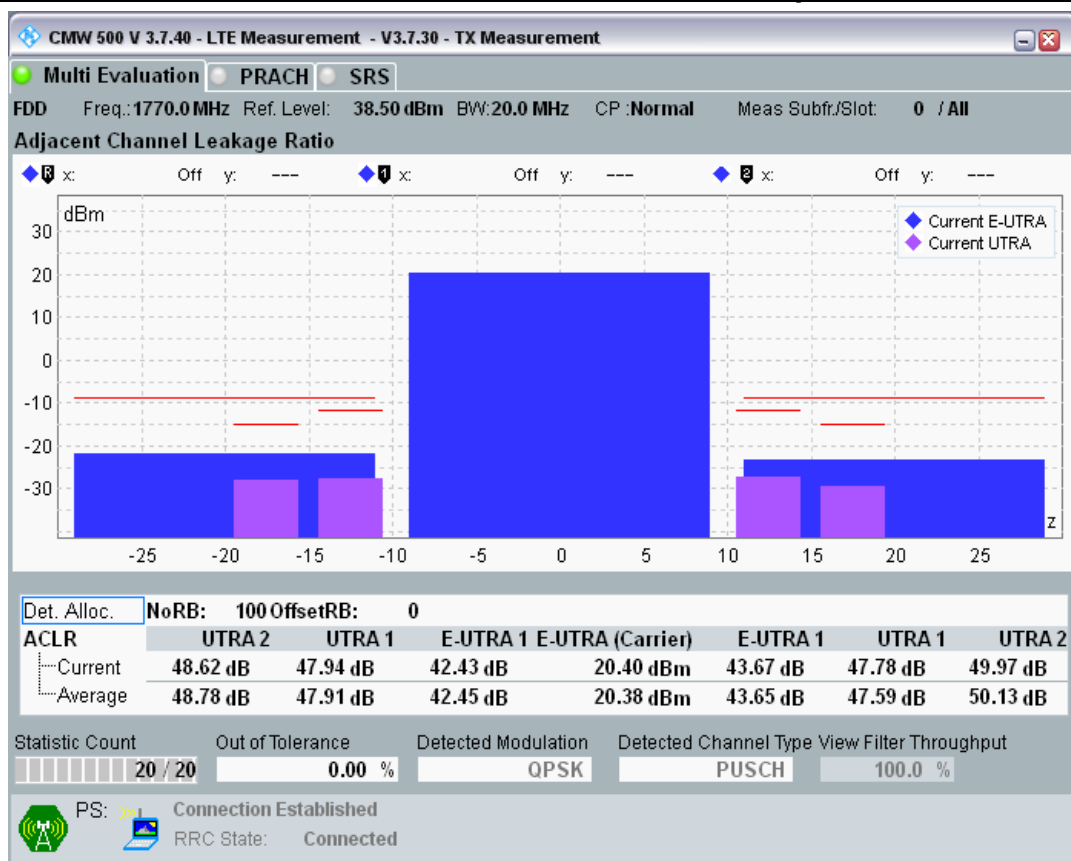 CMW 500 V 3.7.40 - LTE Measurement - V3.7.30 - TX Measurement
Multi Evaluation PRACH SRS
FDD Freq.: 1770.0 MHz Ref. Level: 38.50 dBm BW: 20.0 MHz CP : Normal Meas Subfr./Slot: 0 / All
Adjacent Channel Leakage Ratio
R x: Off y: --- 1 x: Off y: --- 2 x: Off y: ---
dBm
Current E-UTRA
Current UTRA
30
20
10
0
-10
-20
-30
z
-25 -20 -15 -10 -5 0 5 10 15 20 25
Det. Alloc. NoRB: 100 OffsetRB: 0
ACLR UTRA 2 UTRA 1 E-UTRA 1 E-UTRA (Carrier) E-UTRA 1 UTRA 1 UTRA 2
Current 48.62 dB 47.94 dB 42.43 dB 20.40 dBm 43.67 dB 47.78 dB 49.97 dB
Average 48.78 dB 47.91 dB 42.45 dB 20.38 dBm 43.65 dB 47.59 dB 50.13 dB
Statistic Count Out of Tolerance Detected Modulation Detected Channel Type View Filter Throughput
20 / 20 0.00 % QPSK PUSCH 100.0 %
PS: Connection Established
RRC State: Connected